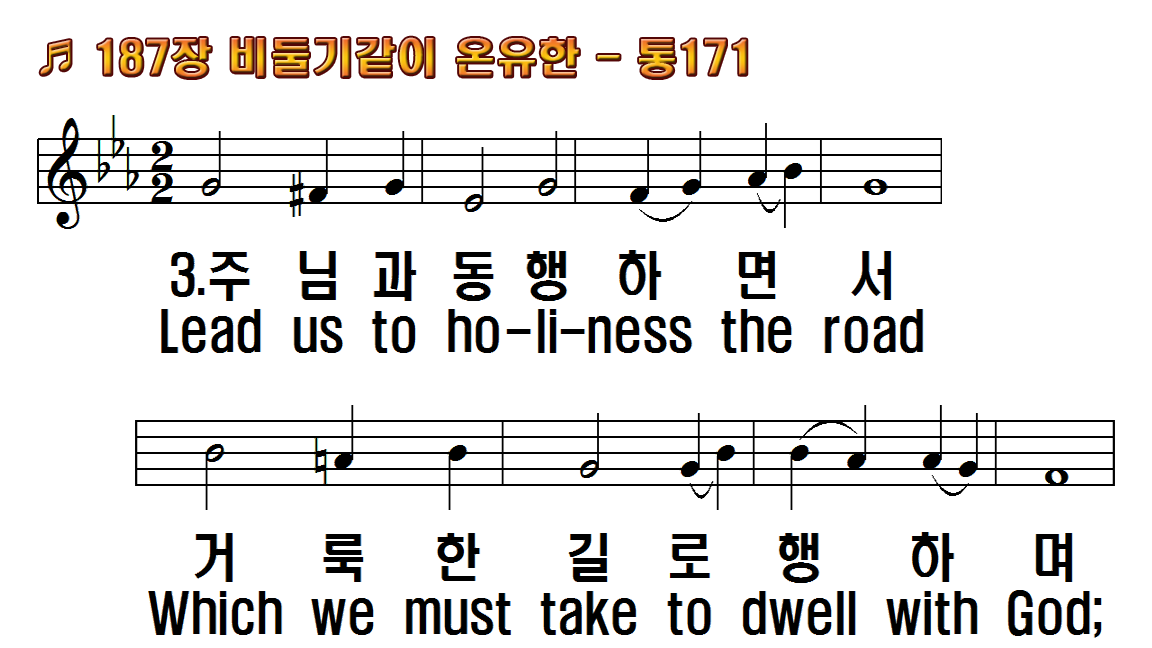 ♬ 187장 비둘기같이 온유한 - 통171
3.주 님 과 동 행 하 면 서
Lead us to ho-li-ness the road
거 룩 한 길 로 행 하 며
Which we must take to dwell with God;